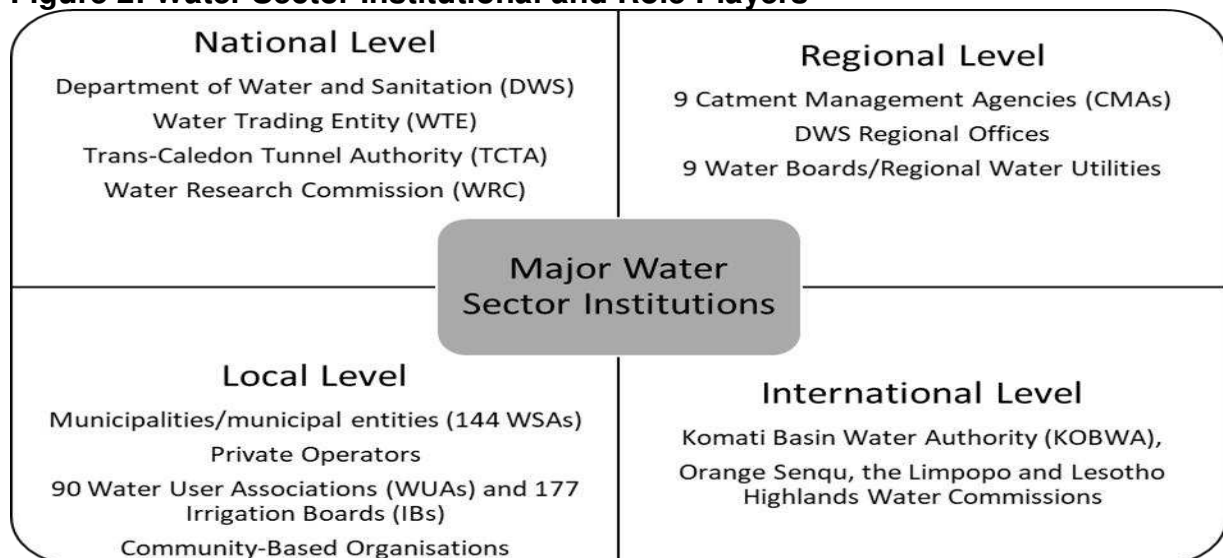 Figure 2: Water Sector Institutional and Role Players
National Level
Department of Water and Sanitation (DWS)
Water Trading Entity (WTE)
Trans-Caledon Tunnel Authority (TCTA)
Water Research Commission (WRC)
Regional Level
9 Catment Management Agencies (CMAs)
DWS Regional Offices
9 Water Boards/Regional Water Utilities
Major Water
Sector Institutions
Local Level
Municipalities/municipal entities (144 WSAs)
Private Operators
90 Water User Associations (WUAs) and 177
Irrigation Boards (IBs)
Community-Based Organisations
International Level
Komati Basin Water Authority (KOBWA),
Orange Senqu, the Limpopo and Lesotho
Highlands Water Commissions